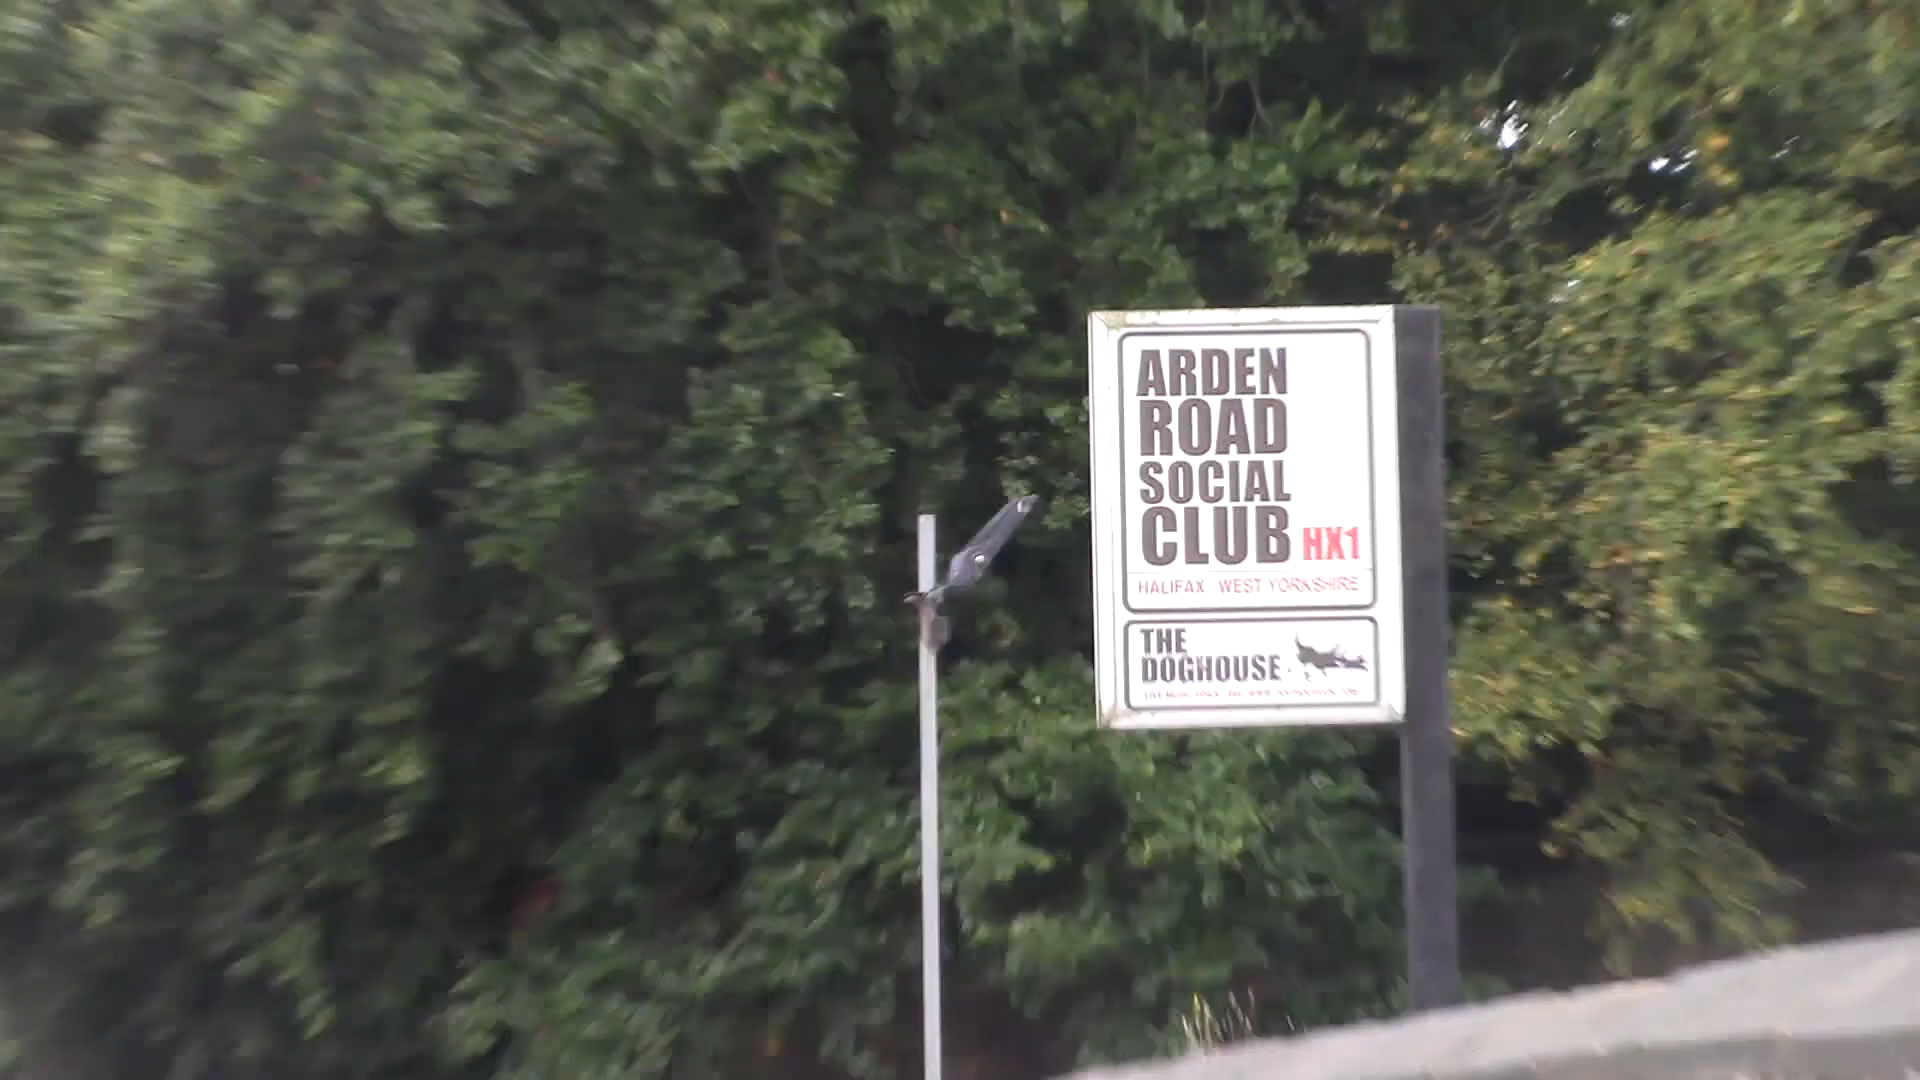 ARDEN
ROAD
SOCIAL
CLUB HX1
HALIFAX WEST YORKSHIRE
THE
DOGHOUSE